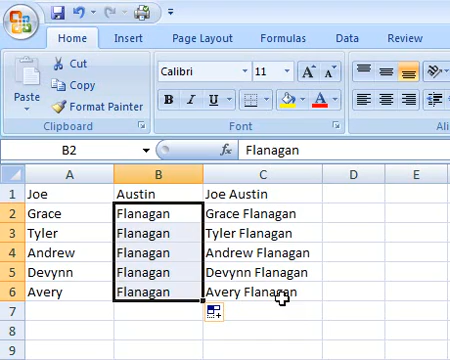 Home Insert Page Layout Formulas Data Review
Cut
Copy
Format Painter
Paste
Clipboard
Calibri 11 A A
B I U A
Font
Ali
B2 fx Flanagan
A B C D E
1 Joe Austin Joe Austin
2 Grace Flanagan Grace Flanagan
3 Tyler Flanagan Tyler Flanagan
4 Andrew Flanagan Andrew Flanagan
5 Devynn Flanagan Devynn Flanagan
6 Avery Flanagan Avery Flanagan
7
8
9